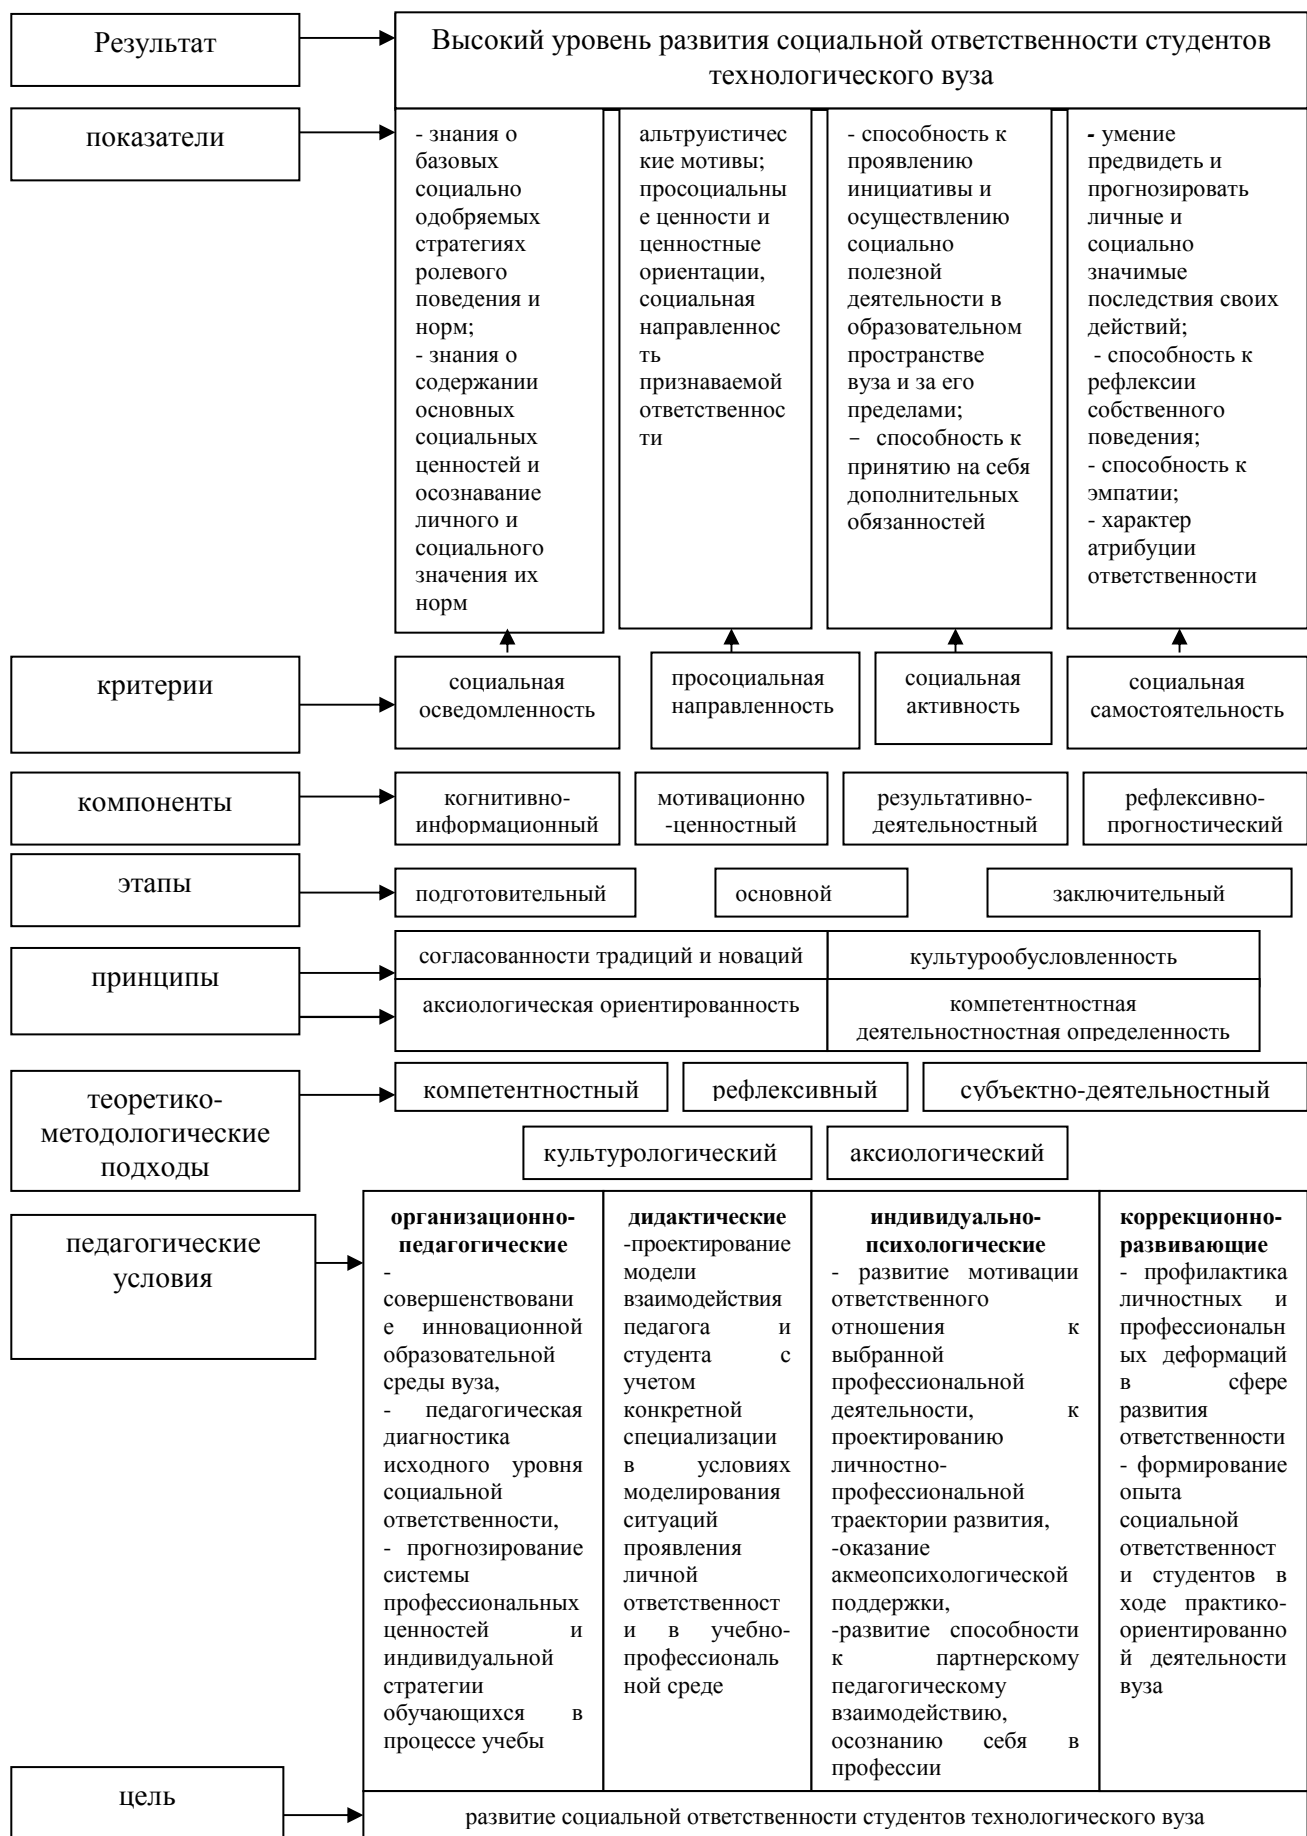 Результат
Высокий уровень развития социальной ответственности студентов
технологического вуза
показатели
- знания о
базовых
социально
одобряемых
стратегиях
ролевого
поведения и
норм;
- знания о
содержании
основных
социальных
ценностей и
осознавание
личного и
социального
значения их
норм
альтруистичес
кие мотивы;
просоциальны
е ценности и
ценностные
ориентации,
социальная
направленнос
ть
признаваемой
ответственнос
ти
- способность к
проявлению
инициативы и
осуществлению
социально
полезной
деятельности в
образовательном
пространстве
вуза и за его
пределами;
– способность к
принятию на себя
дополнительных
обязанностей
- умение
предвидеть и
прогнозировать
личные и
социально
значимые
последствия своих
действий;
- способность к
рефлексии
собственного
поведения;
- способность к
эмпатии;
- характер
атрибуции
ответственности
критерии
социальная
осведомленность
просоциальная
направленность
социальная
активность
социальная
самостоятельность
компоненты
когнитивно-
информационный
мотивационно
-ценностный
результативно-
деятельностный
рефлексивно-
прогностический
этапы
подготовительный
основной
заключительный
принципы
согласованности традиций и новаций
культурообусловленность
аксиологическая ориентированность
компетентностная
деятельностностная определенность
теоретико-
методологические
подходы
компетентностный
рефлексивный
субъектно-деятельностный
культурологический
аксиологический
педагогические
условия
организационно-
педагогические
-
совершенствовани
е инновационной
образовательной
среды вуза,
- педагогическая
диагностика
исходного уровня
социальной
ответственности,
- прогнозирование
системы
профессиональных
ценностей и
индивидуальной
стратегии
обучающихся в
процессе учебы
дидактические
-проектирование
модели
взаимодействия
педагога и
студента с
учетом
конкретной
специализации
в условиях
моделирования
ситуаций
проявления
личной
ответственност
и в учебно-
профессиональ
ной среде
индивидуально-
психологические
- развитие мотивации
ответственного
отношения к
выбранной
профессиональной
деятельности, к
проектированию
личностно-
профессиональной
траектории развития,
-оказание
акмеопсихологической
поддержки,
-развитие способности
к партнерскому
педагогическому
взаимодействию,
осознанию себя в
профессии
коррекционно-
развивающие
- профилактика
личностных и
профессиональн
ых деформаций
в сфере
развития
ответственности
- формирование
опыта
социальной
ответственност
и студентов в
ходе практико-
ориентированно
й деятельности
вуза
цель
развитие социальной ответственности студентов технологического вуза